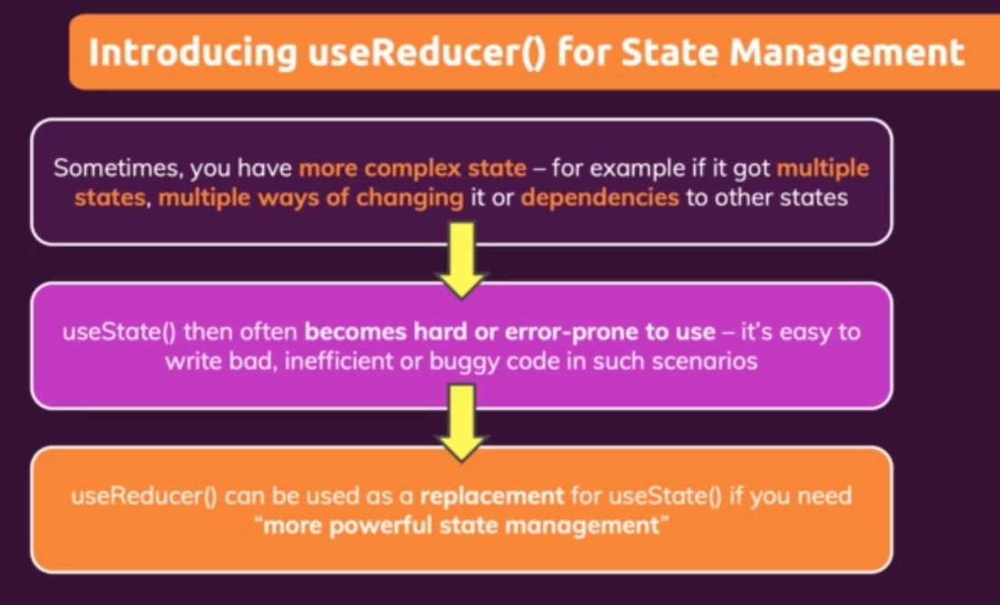 Introducing useReducer() for State Management
Sometimes, you have more complex state – for example if it got multiple
states, multiple ways of changing it or dependencies to other states
useState() then often becomes hard or error-prone to use – it's easy to
write bad, inefficient or buggy code in such scenarios
useReducer() can be used as a replacement for useState() if you need
“more powerful state management”